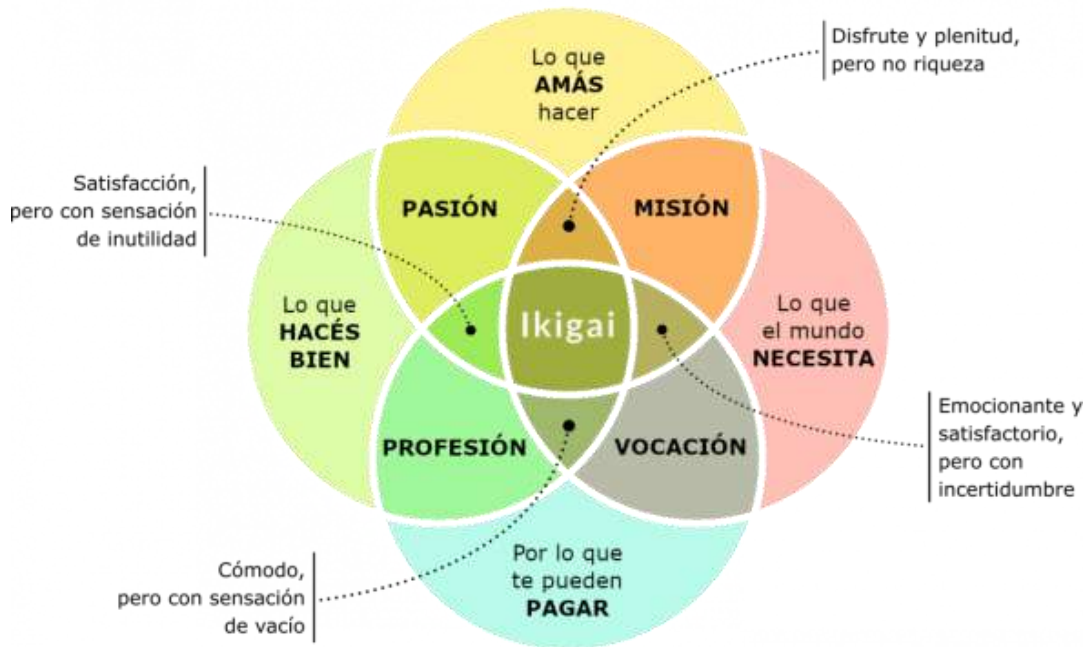 Lo que
AMÁS
hacer
Disfrute y plenitud,
pero no riqueza
Satisfacción,
pero con sensación
de inutilidad
PASIÓN
MISIÓN
Lo que
HACÉS
BIEN
Ikigai
Lo que
el mundo
NECESITA
PROFESIÓN
VOCACIÓN
Emocionante y
satisfactorio,
pero con
incertidumbre
Cómodo,
pero con sensación
de vacío
Por lo que
te pueden
PAGAR